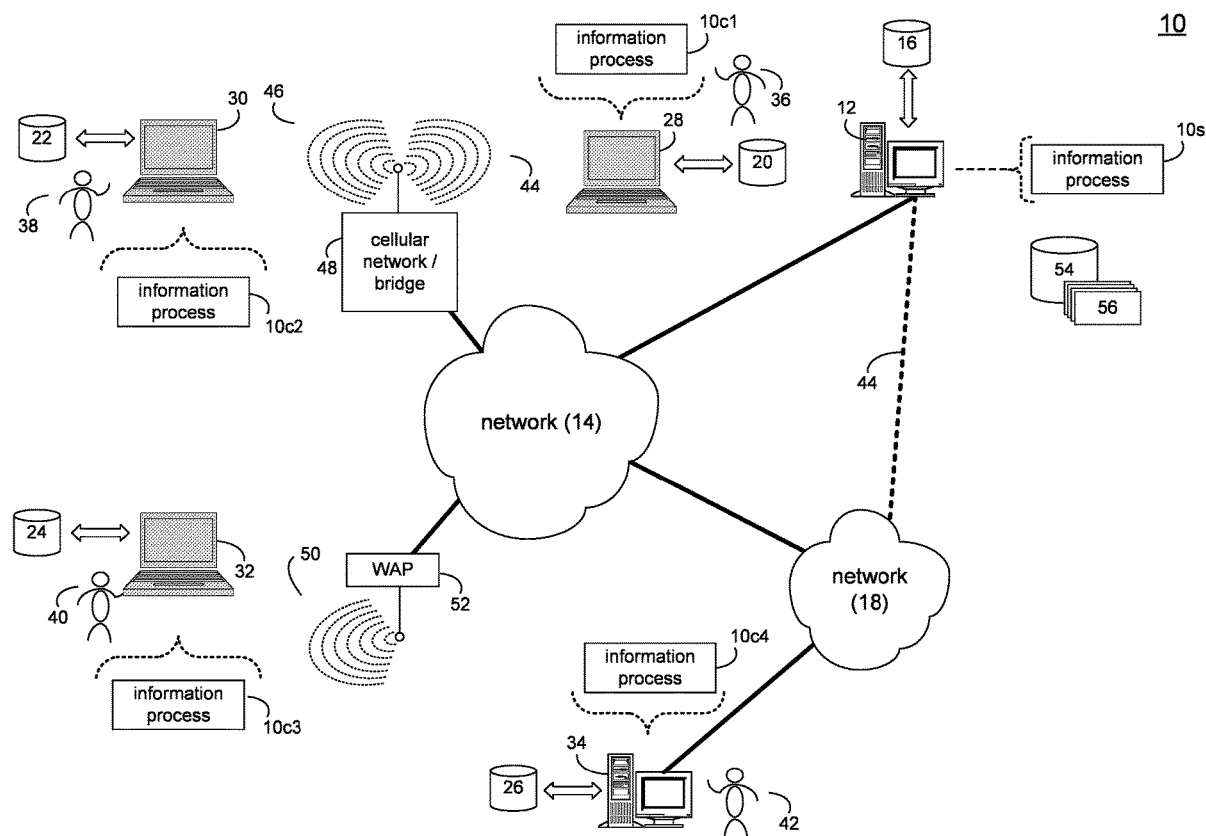 10
10c1
information
process
16
46
30
22
36
12
28
10s
information
process
20
44
38
48
cellular
network /
bridge
54
56
information
process
10c2
44
network (14)
24
32
50
WAP
52
network
(18)
40
10c4
information
process
information
process
10c3
34
26
42